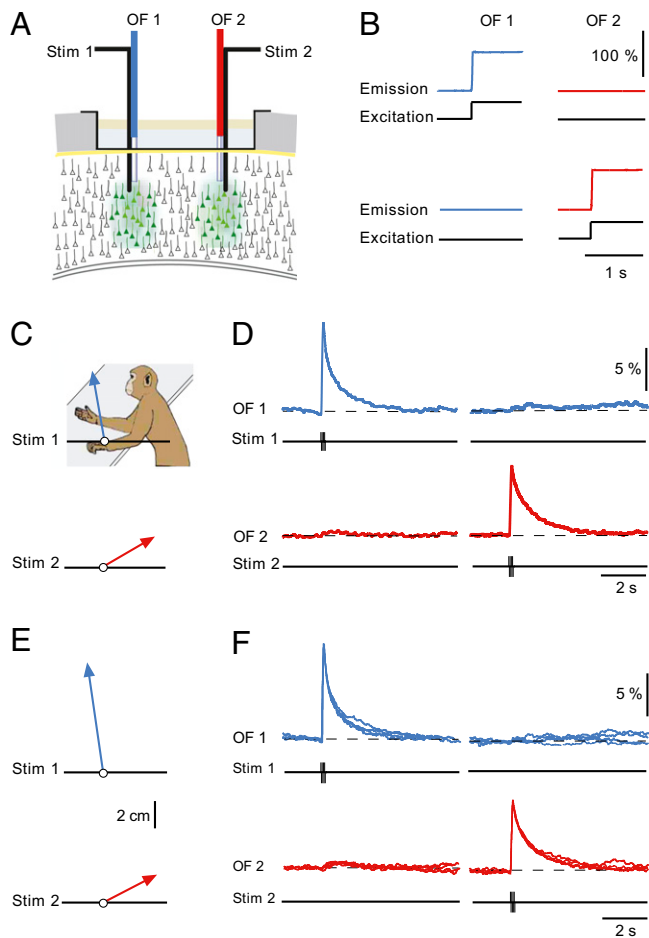 A
OF 1
OF 2
Stim 1
Stim 2
B
OF 1
OF 2
100 %
Emission
Excitation
Emission
Excitation
1 s
C
Stim 1
Stim 2
D
5 %
OF 1
Stim 1
OF 2
Stim 2
2 s
E
Stim 1
2 cm
Stim 2
F
5 %
OF 1
Stim 1
OF 2
Stim 2
2 s